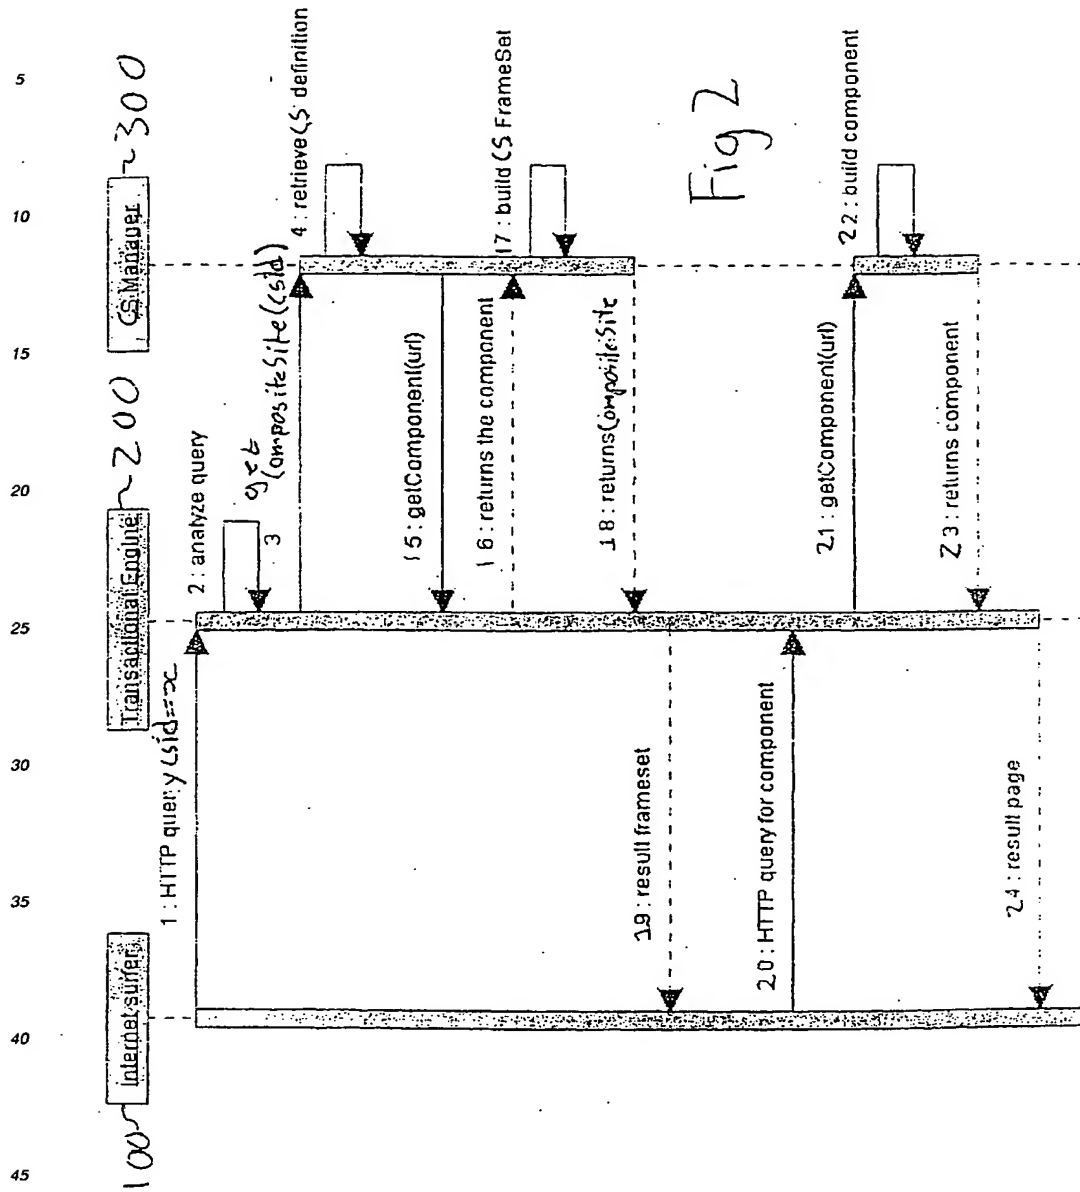 5
10
15
20
25
30
35
40
45
100
Internet surfer
Transactional Engine
200
CS Manager
300
1 : HTTP query csid==x
2 : analyze query
3
get
CompositeSite(csid)
4 : retrieve CS definition
15 : getComponent(url)
16 : returns the component
17 : build CS FrameSet
18 : returns CompositeSite
19 : result frameset
20 : HTTP query for component
21 : getComponent(url)
22 : build component
23 : returns component
24 : result page
Fig 2